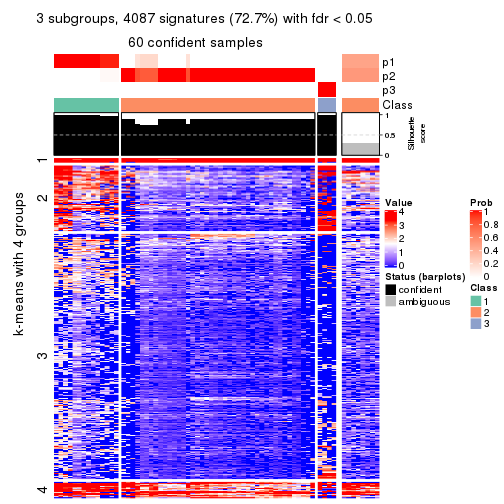 3 subgroups, 4087 signatures (72.7%) with fdr < 0.05
60 confident samples
p1
p2
p3
Class
1
0.5
0
Silhouette score
k-means with 4 groups
1
2
3
4
Value
4
3
2
1
0
Status (barplots)
confident
ambiguous
Prob
1
0.8
0.6
0.4
0.2
0
Class
1
2
3